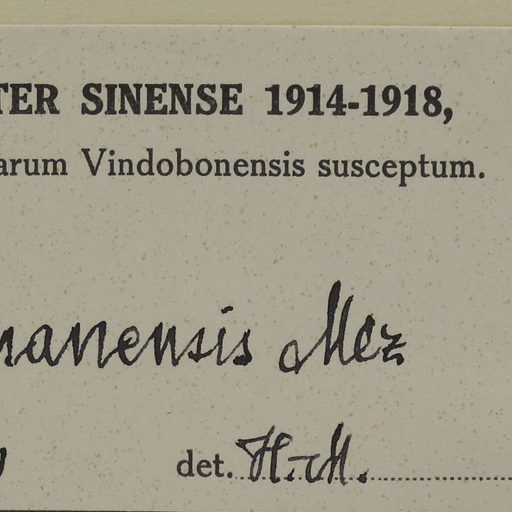 TER SINENSE 1914-1918,
arum Vindobonensis susceptum.
nanensis Mez
det. H.-M.